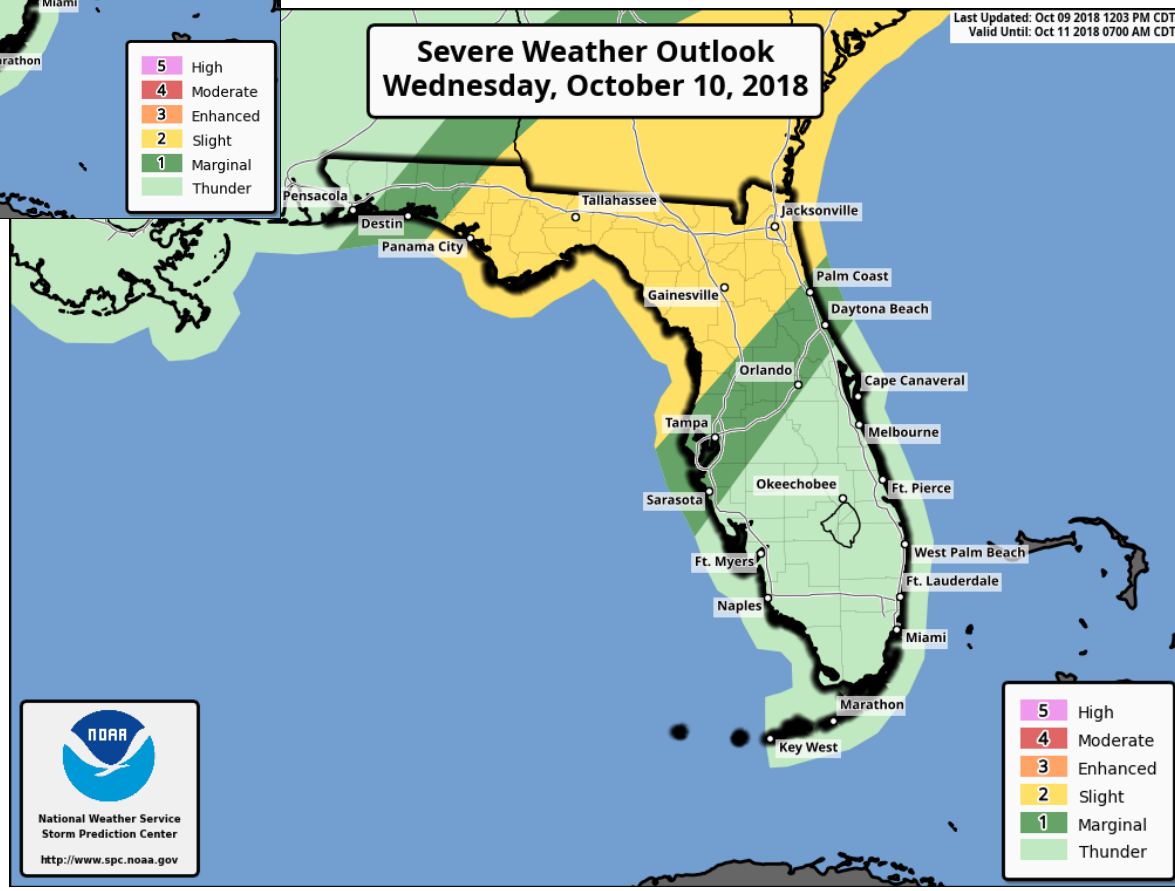 Miami
arathon
5 High
4 Moderate
3 Enhanced
2 Slight
1 Marginal
Thunder
Severe Weather Outlook
Wednesday, October 10, 2018
Last Updated: Oct 09 2018 1203 PM CDT
Valid Until: Oct 11 2018 0700 AM CDT
Pensacola
Destin
Panama City
Tallahassee
Jacksonville
Gainesville
Palm Coast
Daytona Beach
Orlando
Cape Canaveral
Tampa
Melbourne
Okeechobee
Ft. Pierce
Sarasota
West Palm Beach
Ft. Myers
Ft. Lauderdale
Naples
Miami
Marathon
Key West
NOAA
National Weather Service
Storm Prediction Center
http://www.spc.noaa.gov
5 High
4 Moderate
3 Enhanced
2 Slight
1 Marginal
Thunder